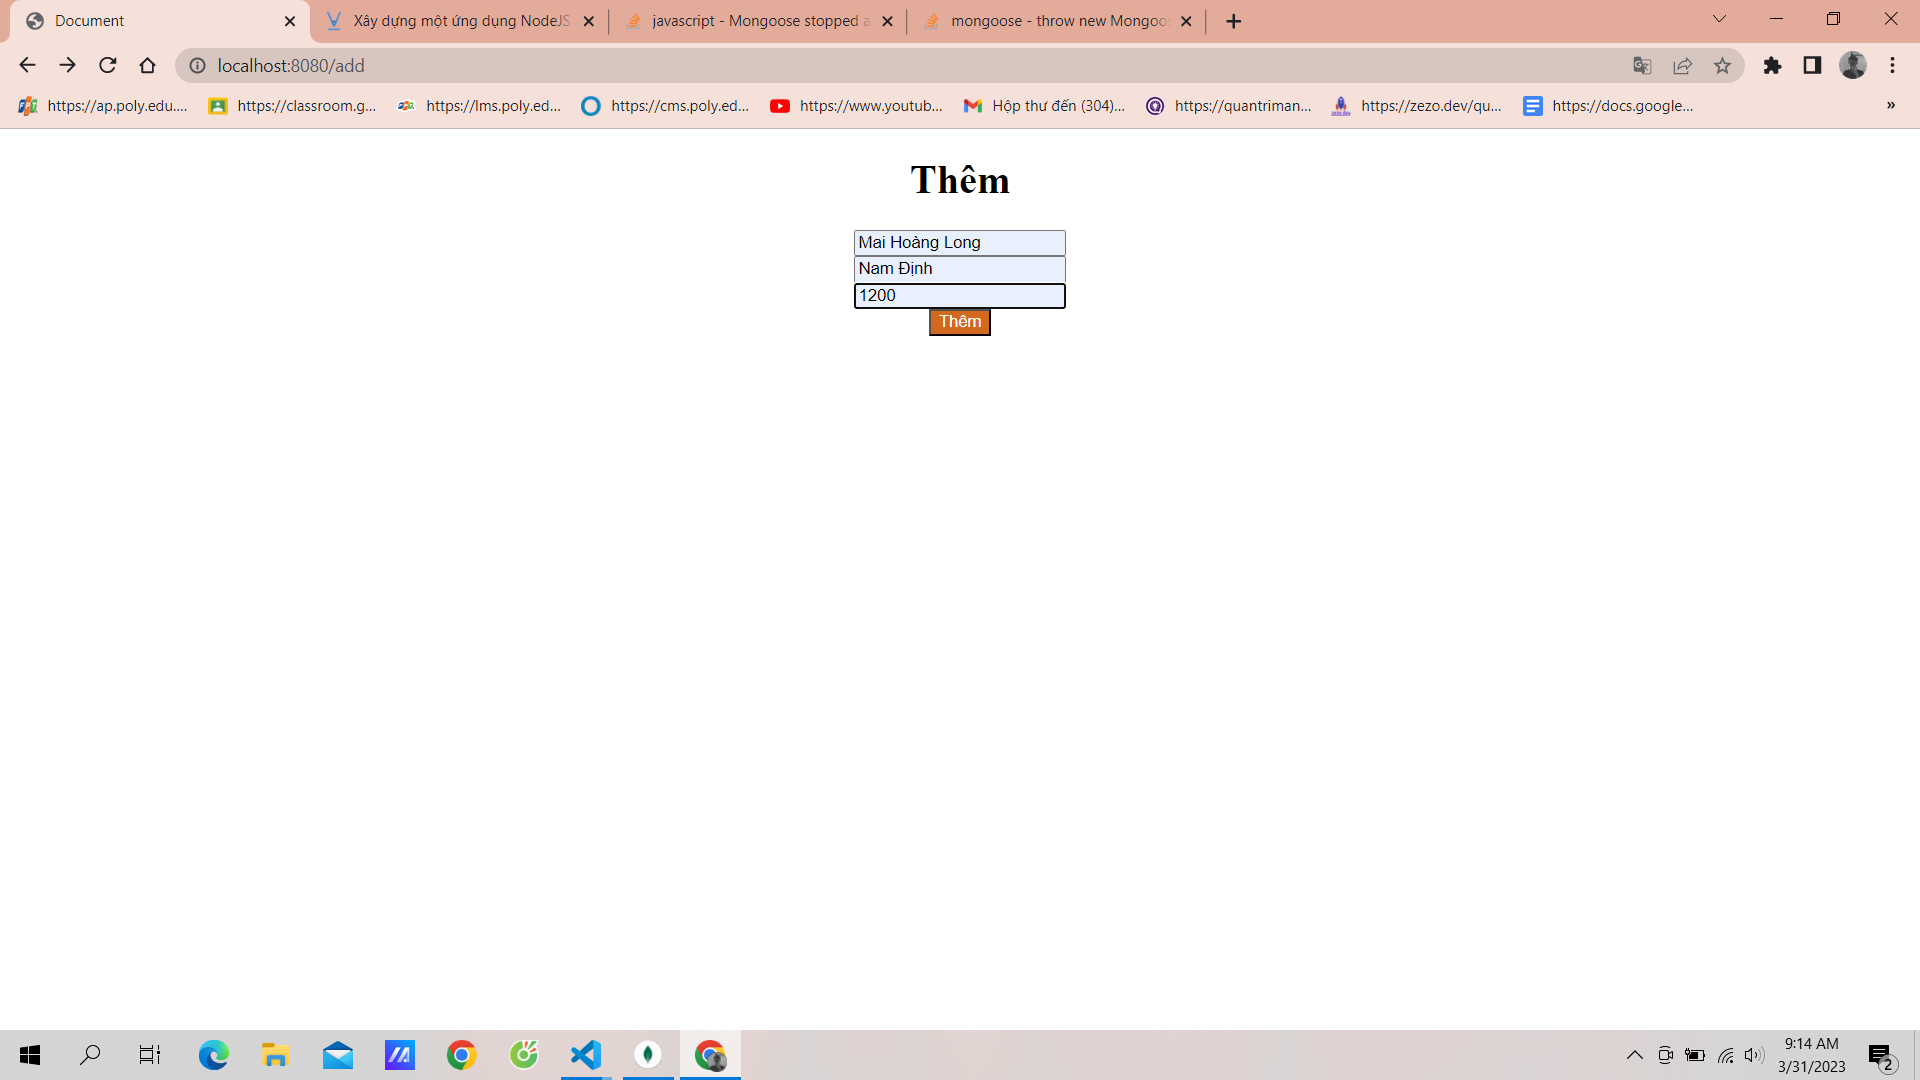 Document
Xây dựng một ứng dụng NodeJS
javascript - Mongoose stopped a
mongoose - throw new Mongoos
localhost:8080/add
https://ap.poly.edu....
https://classroom.g...
https://lms.poly.ed...
https://cms.poly.ed...
https://www.youtub...
Hộp thư đến (304)...
https://quantriman...
https://zezo.dev/qu...
https://docs.google...
»
Thêm
Mai Hoàng Long
Nam Định
1200
Thêm
9:14 AM
3/31/2023
2